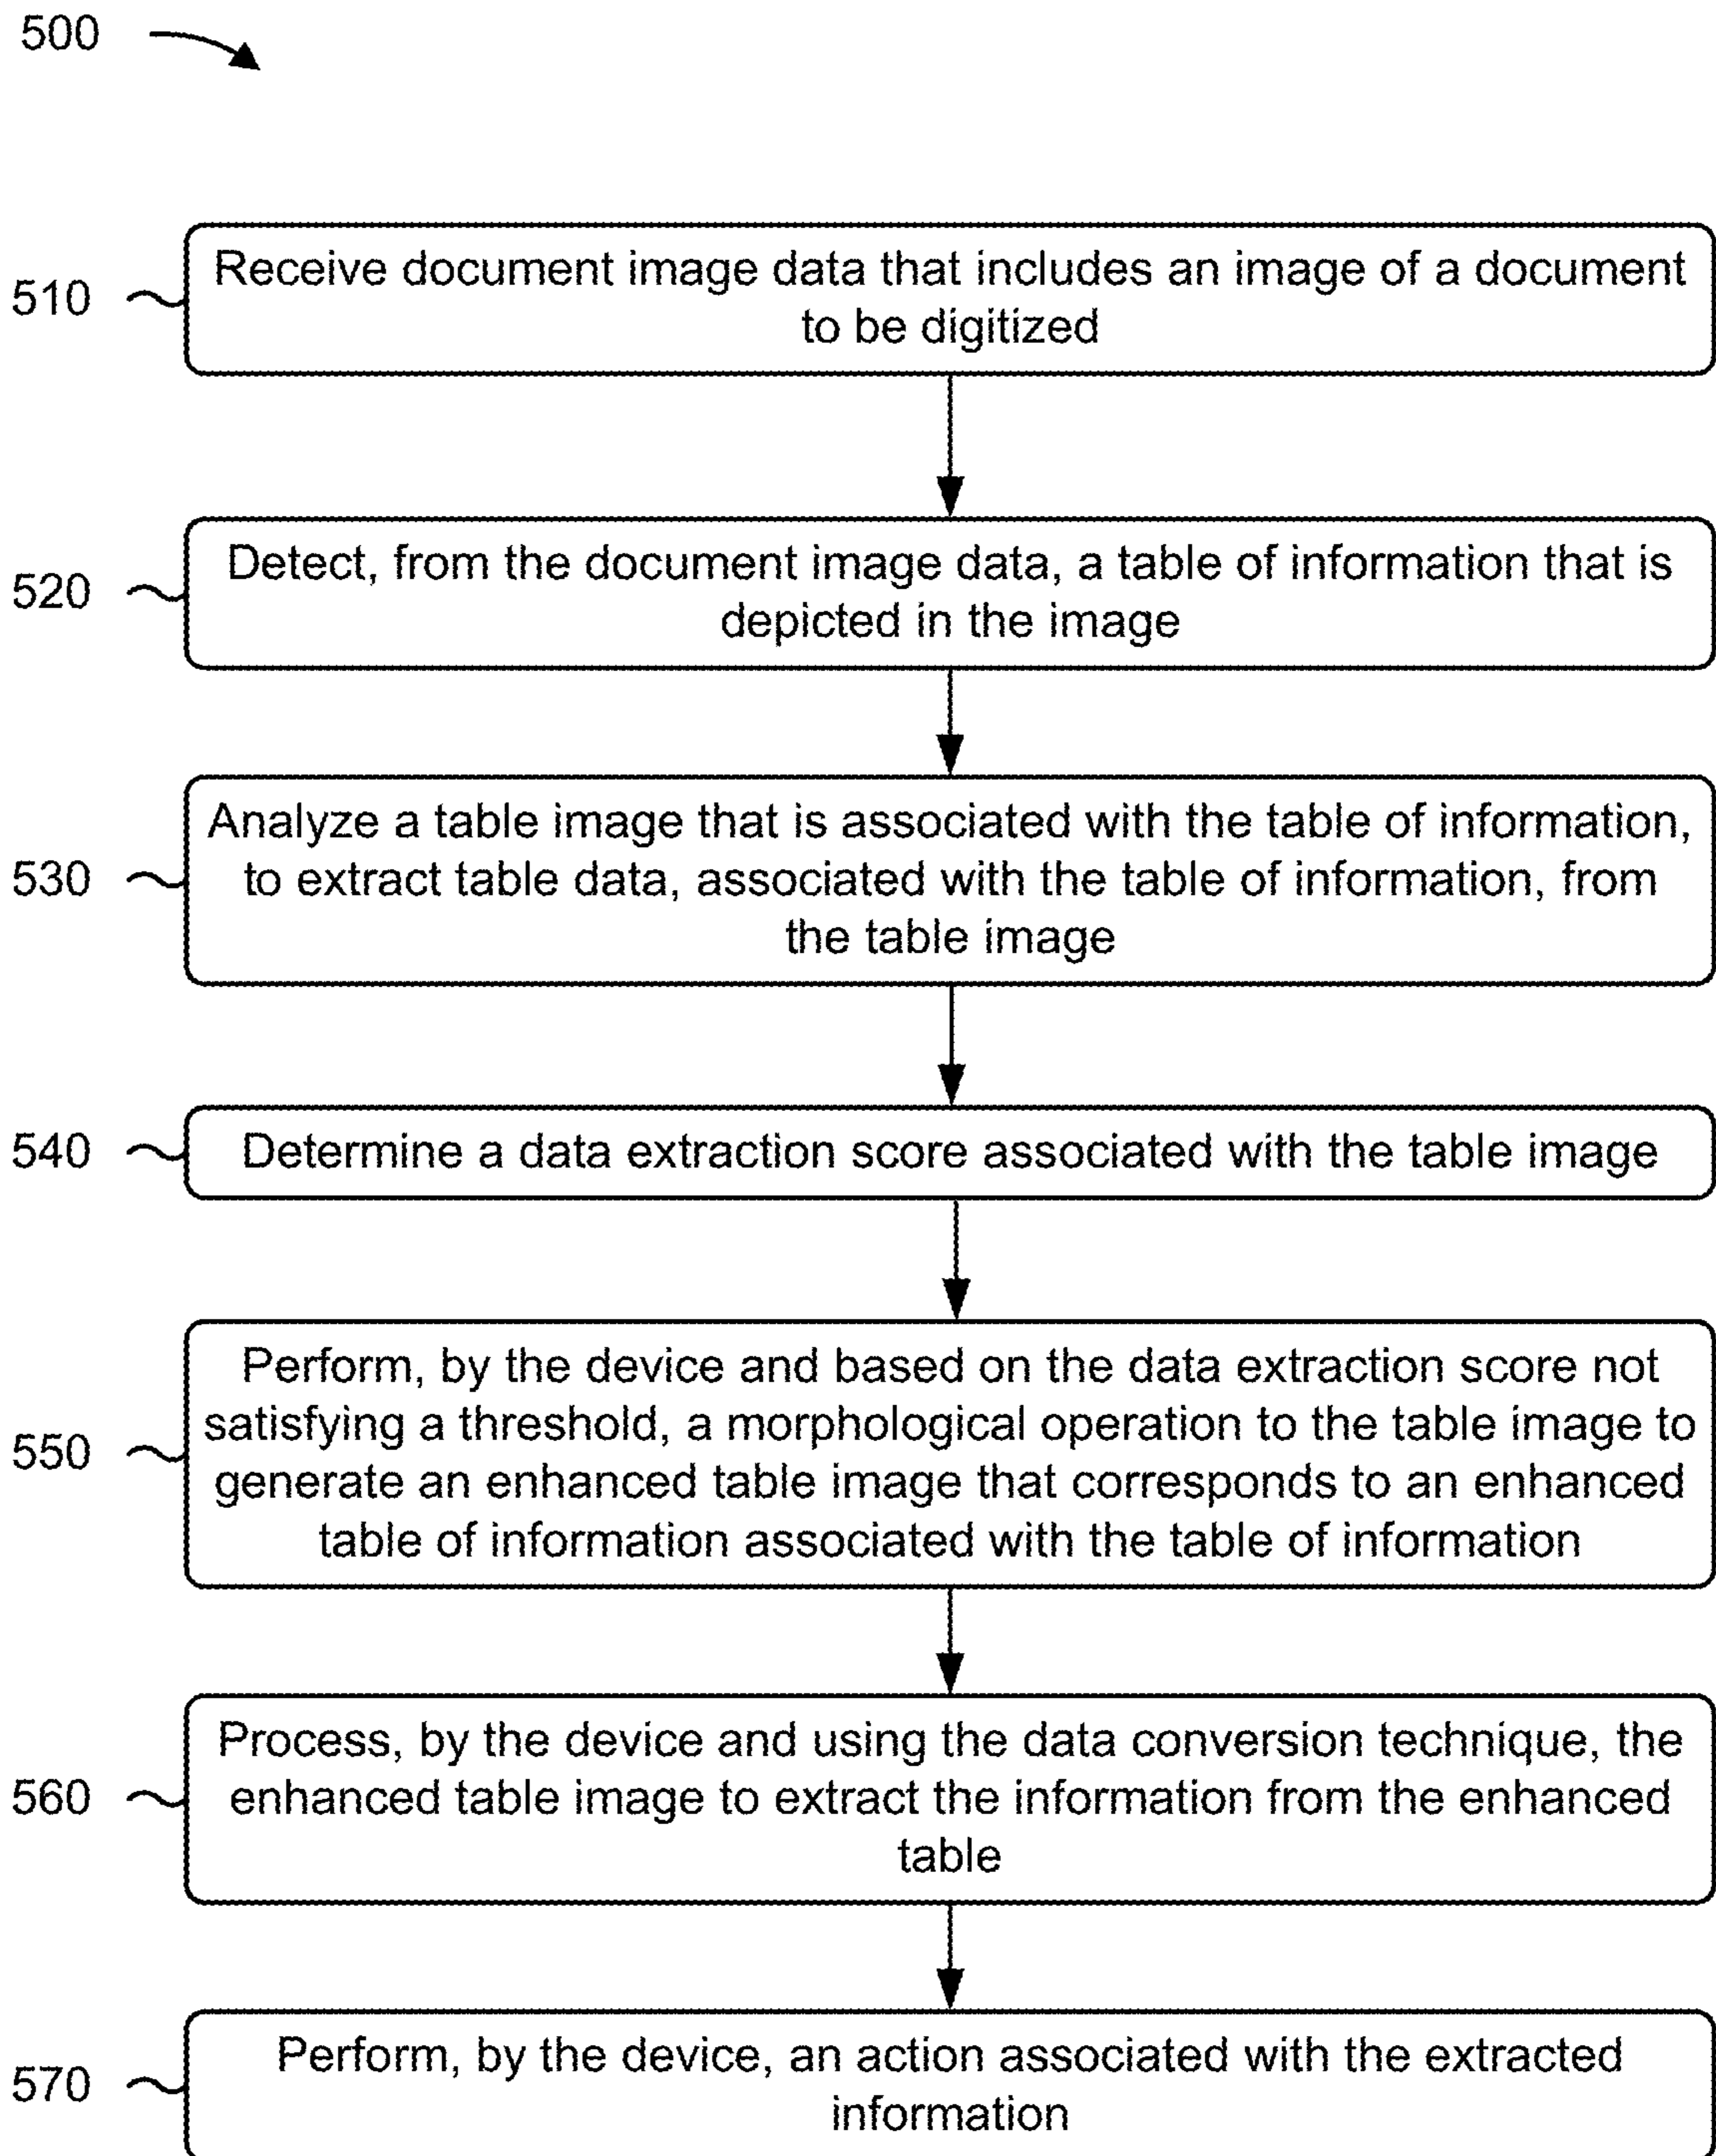 500
510
Receive document image data that includes an image of a document
to be digitized
520
Detect, from the document image data, a table of information that is
depicted in the image
530
Analyze a table image that is associated with the table of information,
to extract table data, associated with the table of information, from
the table image
540
Determine a data extraction score associated with the table image
550
Perform, by the device and based on the data extraction score not
satisfying a threshold, a morphological operation to the table image to
generate an enhanced table image that corresponds to an enhanced
table of information associated with the table of information
560
Process, by the device and using the data conversion technique, the
enhanced table image to extract the information from the enhanced
table
570
Perform, by the device, an action associated with the extracted
information